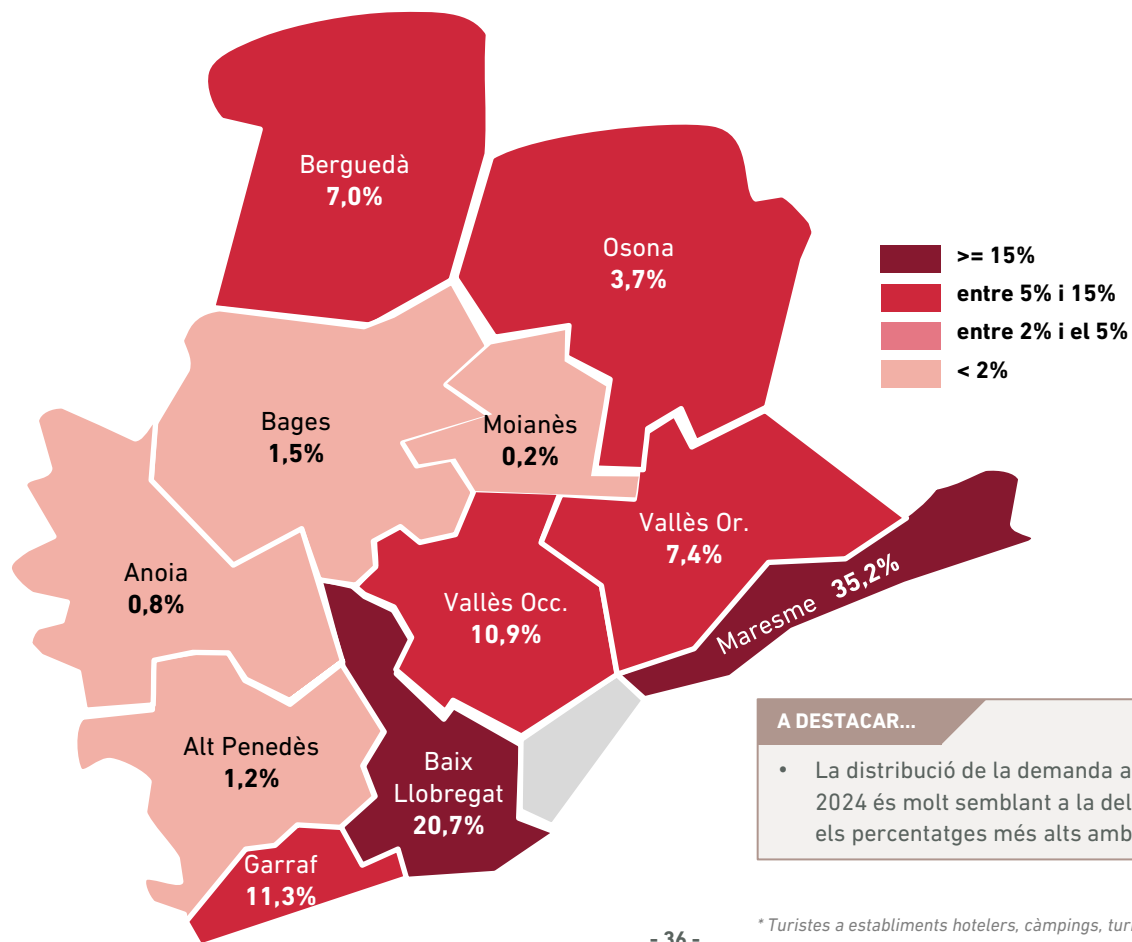 Berguedà
7,0%
Osona
3,7%
>= 15%
entre 5% i 15%
entre 2% i el 5%
< 2%
Bages
1,5%
Moianès
0,2%
Vallès Or.
7,4%
Maresme 35,2%
Anoia
0,8%
Vallès Occ.
10,9%
Alt Penedès
1,2%
Baix
Llobregat
20,7%
Garraf
11,3%
A DESTACAR...
• La distribució de la demanda a
2024 és molt semblant a la del
els percentatges més alts amb
- 36 -
* Turistes a establiments hotelers, càmpings, turi